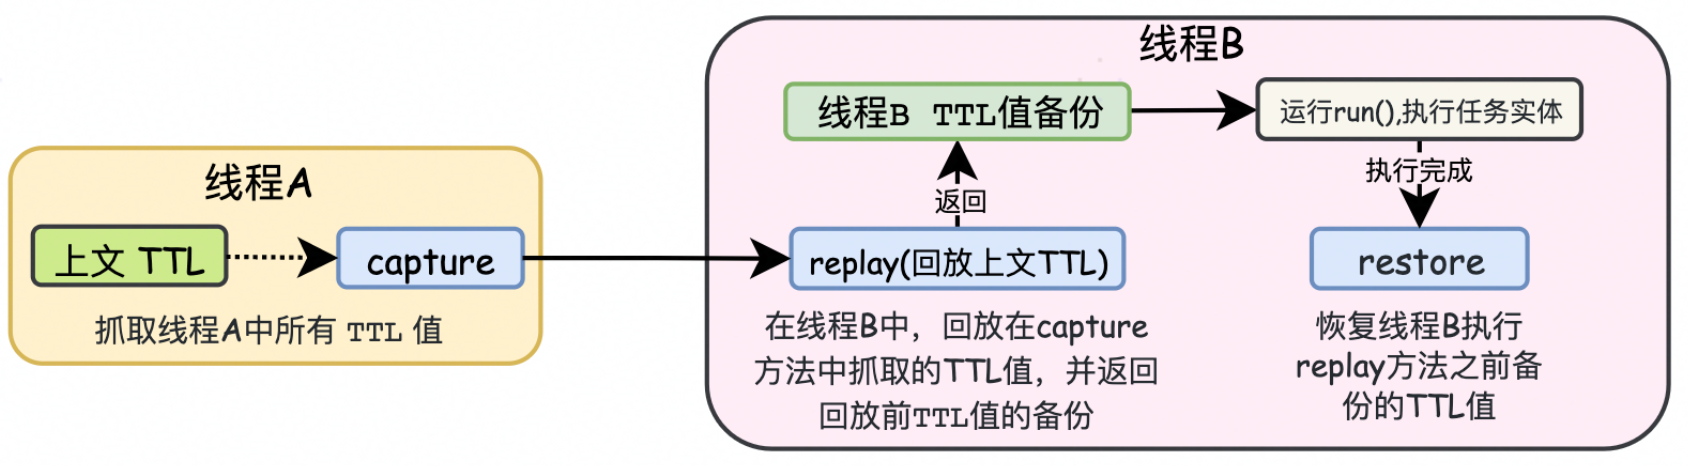 线程A
上文 TTL
capture
抓取线程A中所有 TTL 值
线程B
线程B TTL值备份
运行run(),执行任务实体
返回
执行完成
replay(回放上文TTL)
restore
在线程B中，回放在capture
方法中抓取的TTL值，并返回
回放前TTL值的备份
恢复线程B执行
replay方法之前备
份的TTL值